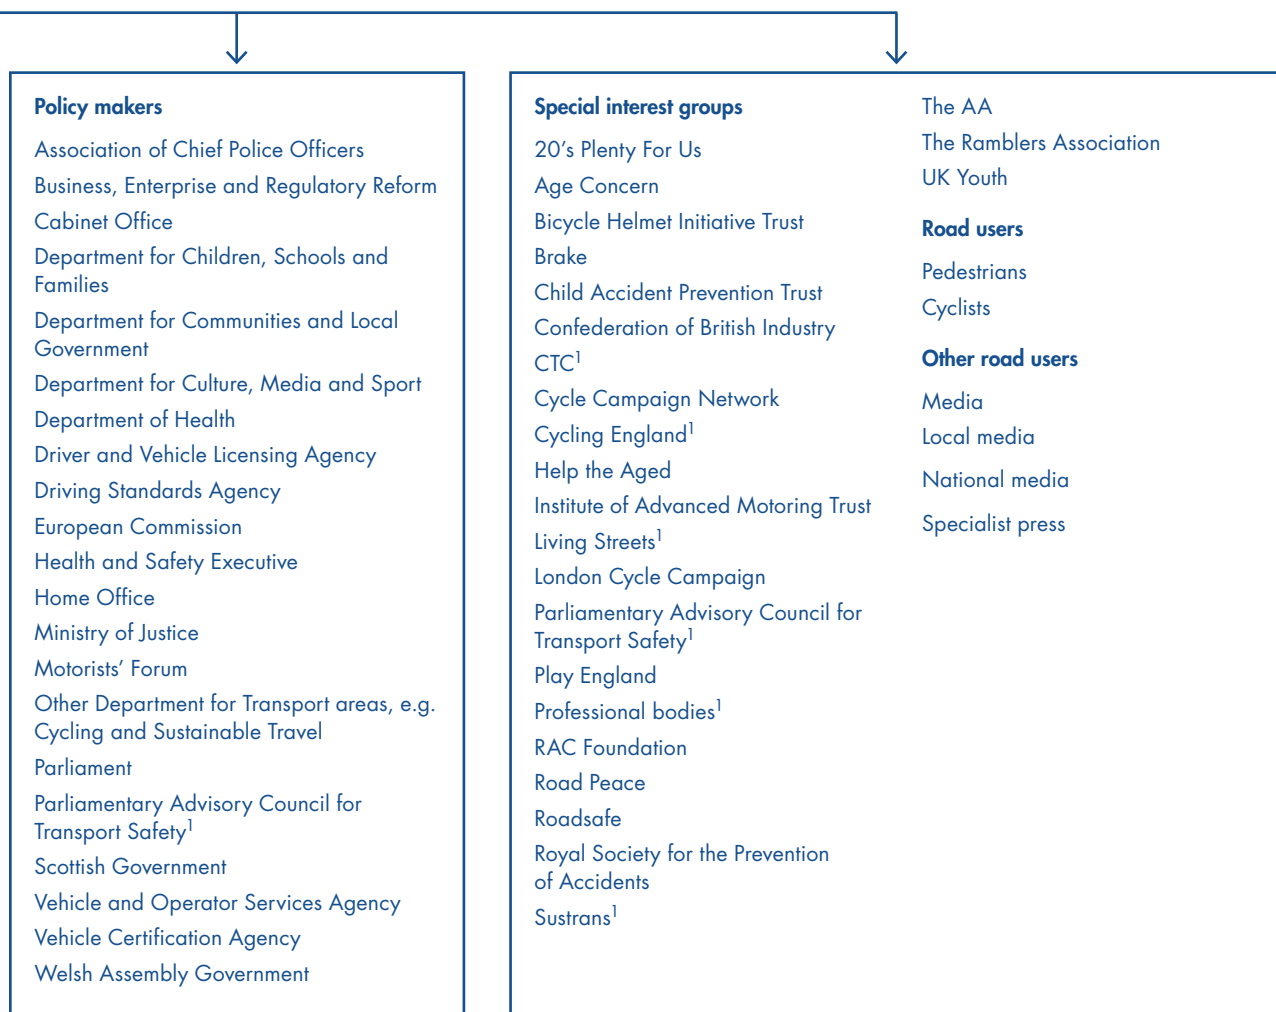 Policy makers
Association of Chief Police Officers
Business, Enterprise and Regulatory Reform
Cabinet Office
Department for Children, Schools and
Families
Department for Communities and Local
Government
Department for Culture, Media and Sport
Department of Health
Driver and Vehicle Licensing Agency
Driving Standards Agency
European Commission
Health and Safety Executive
Home Office
Ministry of Justice
Motorists’ Forum
Other Department for Transport areas, e.g.
Cycling and Sustainable Travel
Parliament
Parliamentary Advisory Council for
Transport Safety¹
Scottish Government
Vehicle and Operator Services Agency
Vehicle Certification Agency
Welsh Assembly Government
Special interest groups
20’s Plenty For Us
Age Concern
Bicycle Helmet Initiative Trust
Brake
Child Accident Prevention Trust
Confederation of British Industry
CTC¹
Cycle Campaign Network
Cycling England¹
Help the Aged
Institute of Advanced Motoring Trust
Living Streets¹
London Cycle Campaign
Parliamentary Advisory Council for
Transport Safety¹
Play England
Professional bodies¹
RAC Foundation
Road Peace
Roadsafe
Royal Society for the Prevention
of Accidents
Sustrans¹
The AA
The Ramblers Association
UK Youth
Road users
Pedestrians
Cyclists
Other road users
Media
Local media
National media
Specialist press